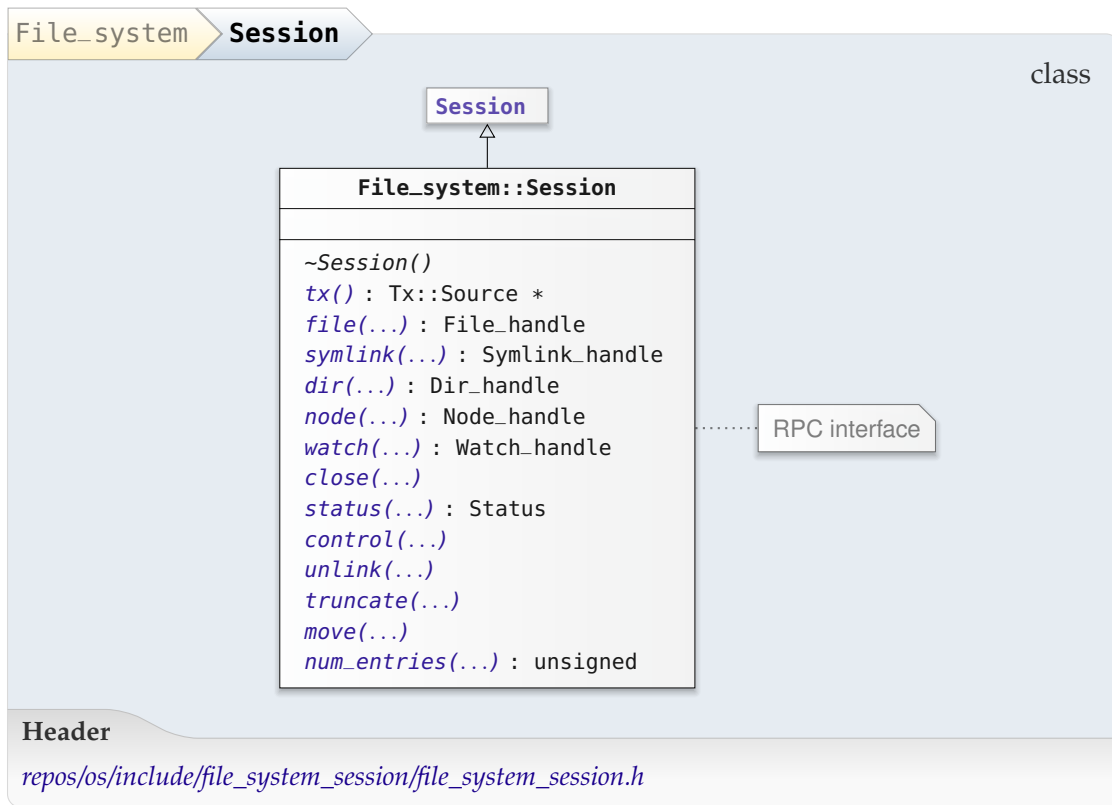 File_system Session
class
Session
File_system::Session
~Session()
tx() : Tx::Source *
file(...) : File_handle
symlink(...) : Symlink_handle
dir(...) : Dir_handle
node(...) : Node_handle
watch(...) : Watch_handle
close(...)
status(...) : Status
control(...)
unlink(...)
truncate(...)
move(...)
num_entries(...) : unsigned
RPC interface
Header
repos/os/include/file_system_session/file_system_session.h